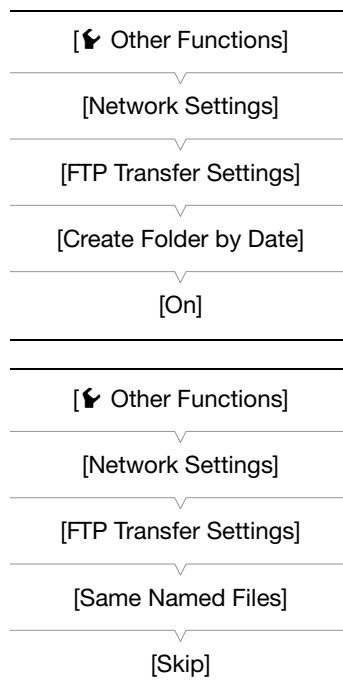 [ Other Functions]
[Network Settings]
[FTP Transfer Settings]
[Create Folder by Date]
[On]
[ Other Functions]
[Network Settings]
[FTP Transfer Settings]
[Same Named Files]
[Skip]